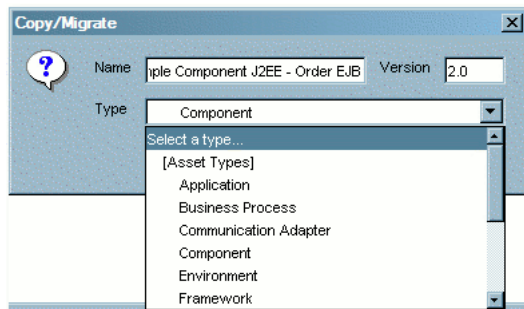 Copy/Migrate
Name
ple Component J2EE - Order EJB
Version
2.0
Type
Component
Select a type...
[Asset Types]
Application
Business Process
Communication Adapter
Component
Environment
Framework